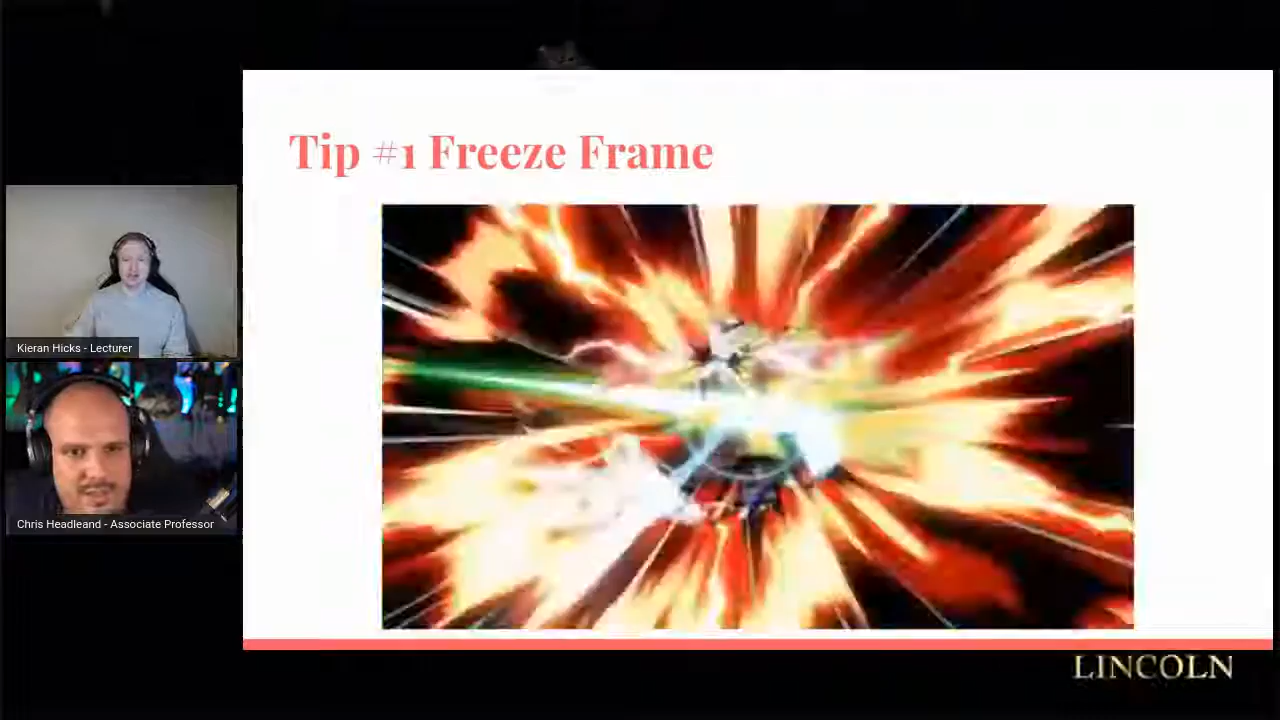 Tip #1 Freeze Frame
Kieran Hicks - Lecturer
Chris Headleand - Associate Professor
LINCOLN